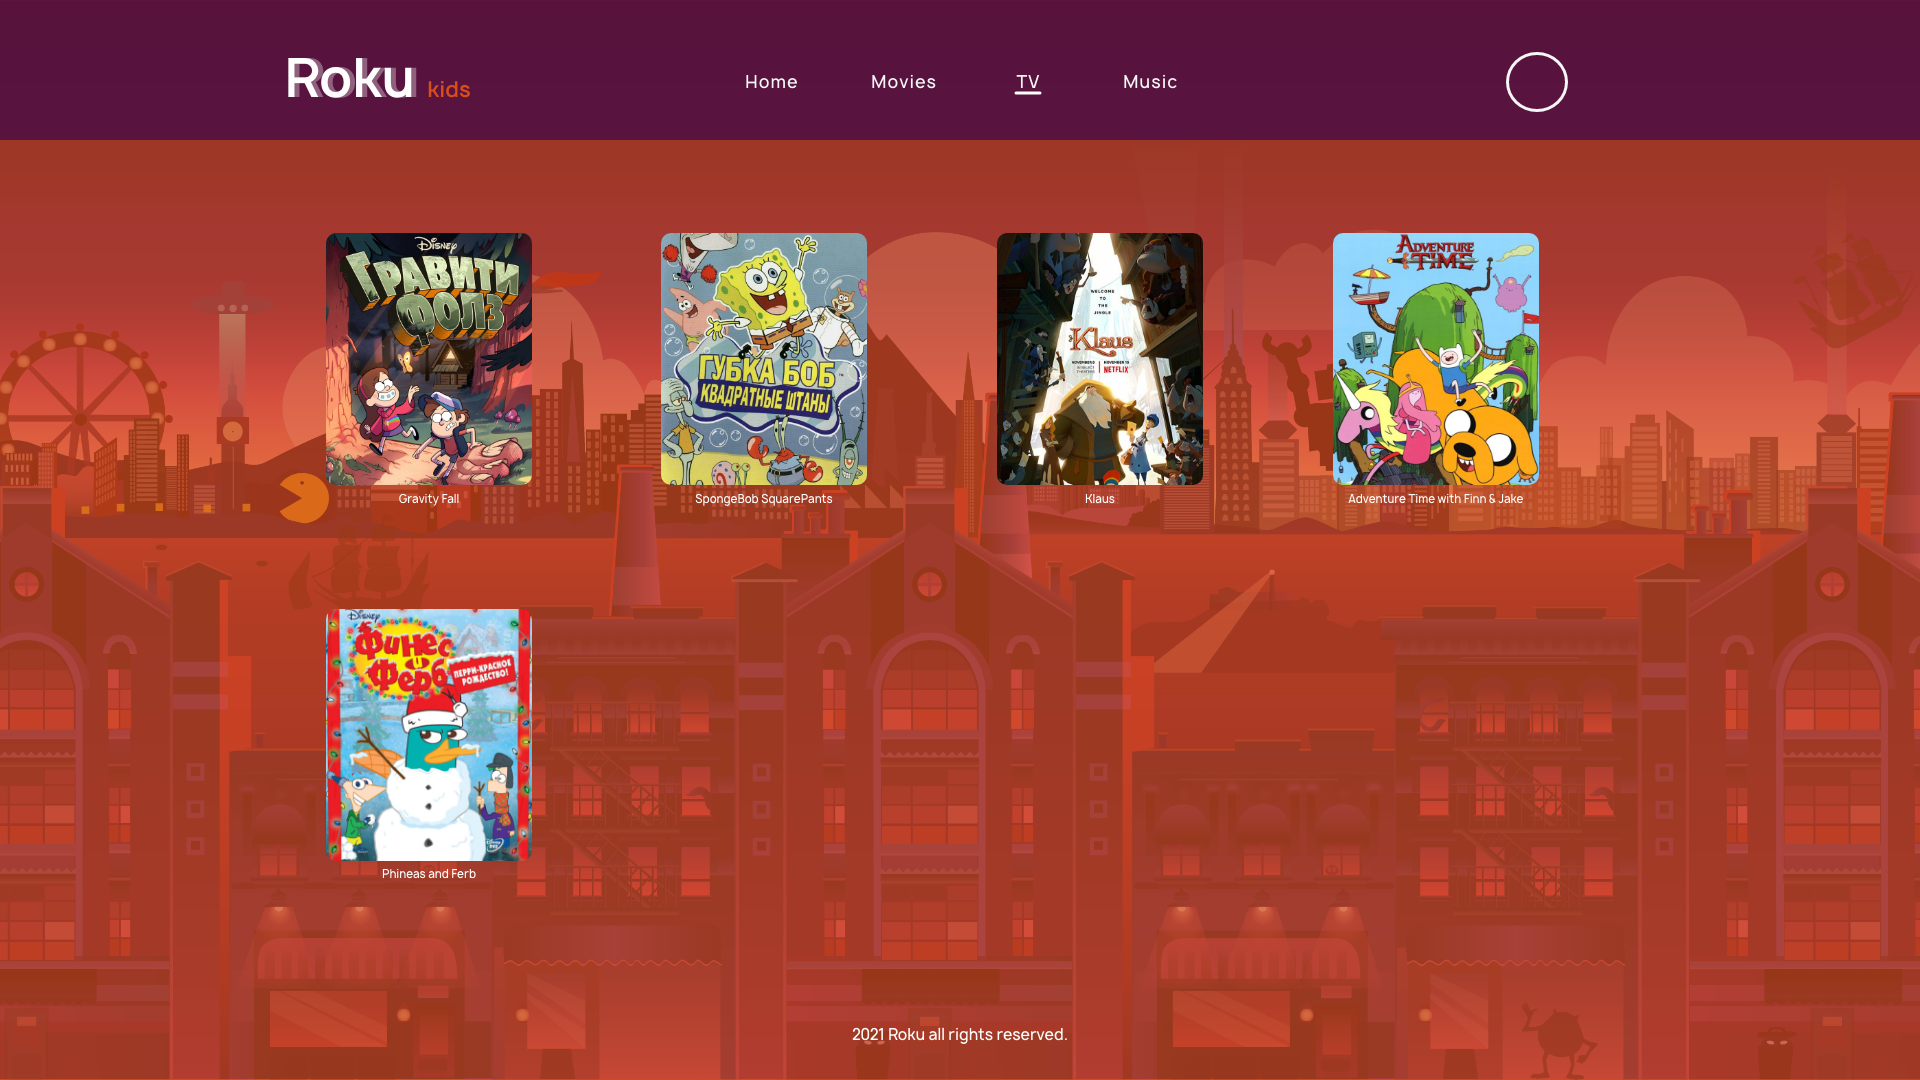 Roku kids
Home
Movies
TV
Music
Disney
ГРАВИТИ
ФОЛЗ
Gravity Fall
ГУБКА БОБ
КВАДРАТНЫЕ ШТАНЫ
SpongeBob SquarePants
WELCOME
TO
THE
JINGLE
Klaus
NETFLIX
Klaus
ADVENTURE
TIME
Adventure Time with Finn & Jake
Disney
Финес
и
Ферб
ПЕРРИ-КРАСНОЕ
РОЖДЕСТВО!
Phineas and Ferb
2021 Roku all rights reserved.